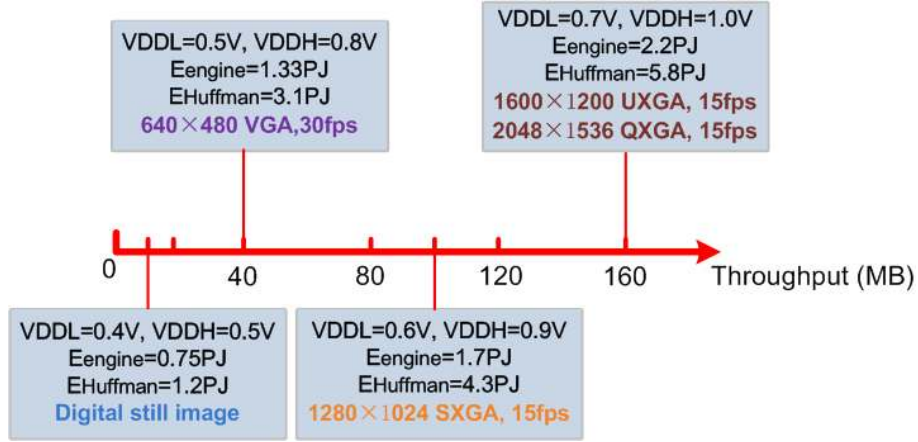 VDDL=0.5V, VDDH=0.8V
Eengine=1.33PJ
EHuffman=3.1PJ
640×480 VGA,30fps
VDDL=0.7V, VDDH=1.0V
Eengine=2.2PJ
EHuffman=5.8PJ
1600×1200 UXGA, 15fps
2048×1536 QXGA, 15fps
0 40 80 120 160 Throughput (MB)
VDDL=0.4V, VDDH=0.5V
Eengine=0.75PJ
EHuffman=1.2PJ
Digital still image
VDDL=0.6V, VDDH=0.9V
Eengine=1.7PJ
EHuffman=4.3PJ
1280×1024 SXGA, 15fps